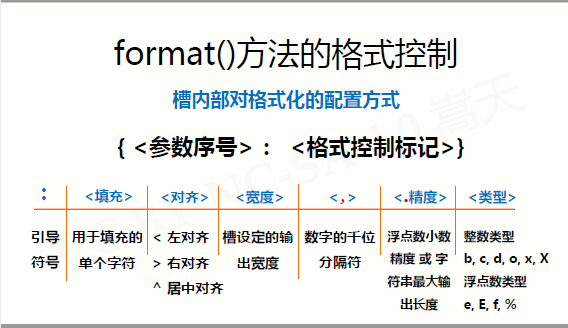 format()方法的格式控制
槽内部对格式化的配置方式
{ <参数序号> : <格式控制标记>}
: <填充> <对齐> <宽度> <,> <.精度> <类型>
引导
符号
用于填充的
单个字符
< 左对齐
> 右对齐
^ 居中对齐
槽设定的输
出宽度
数字的千位
分隔符
浮点数小数
精度 或 字
符串最大输
出长度
整数类型
b, c, d, o, x, X
浮点数类型
e, E, f, %
嵩天